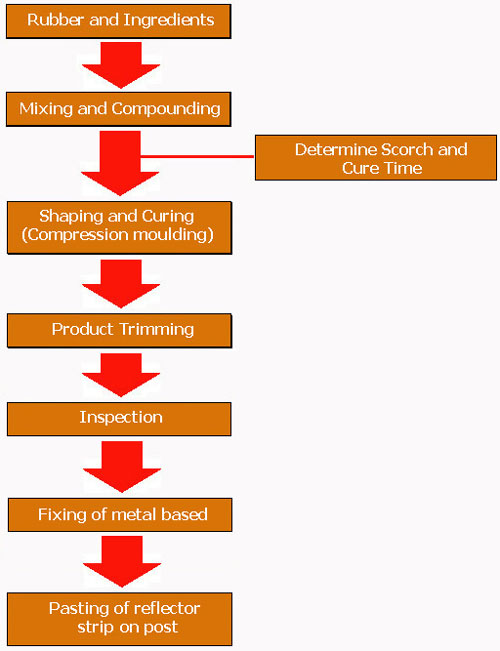 Rubber and Ingredients
Mixing and Compounding
Determine Scorch and
Cure Time
Shaping and Curing
(Compression moulding)
Product Trimming
Inspection
Fixing of metal based
Pasting of reflector
strip on post